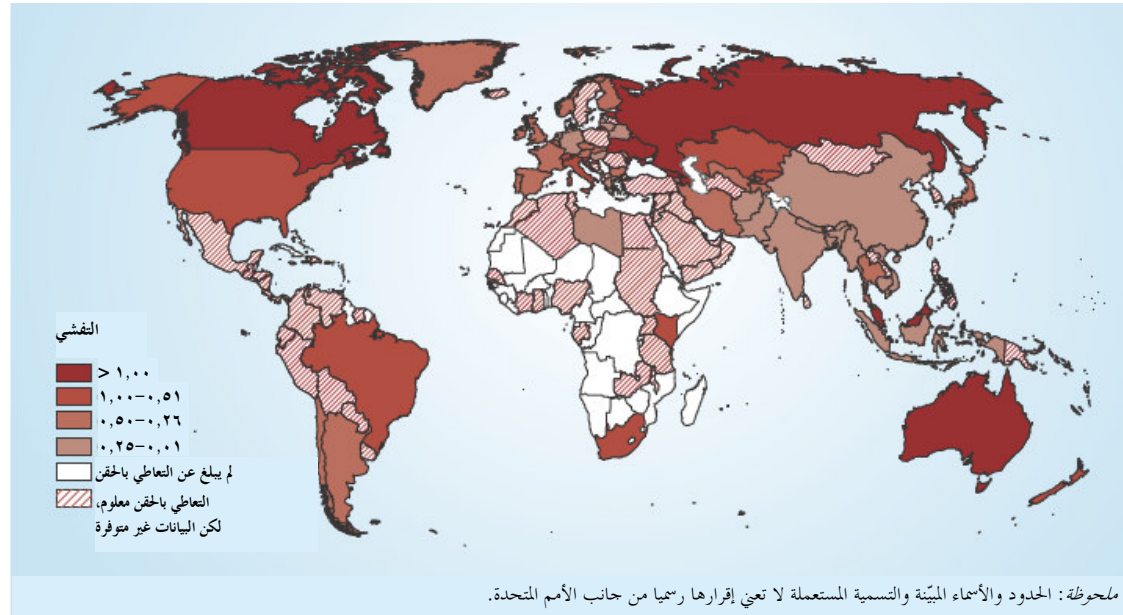 التفشي
> ١,٠٠
١,٠٠-٠,٥١
٠,٥٠-٠,٢٦
٠,٢٥-٠,٠١
لم يبلغ عن التعاطي بالحقن
التعاطي بالحقن معلوم،
لكن البيانات غير متوفرة
ملحوظة: الحدود والأسماء المبيّنة والتسمية المستعملة لا تعني إقرارها رسميا من جانب الأمم المتحدة.